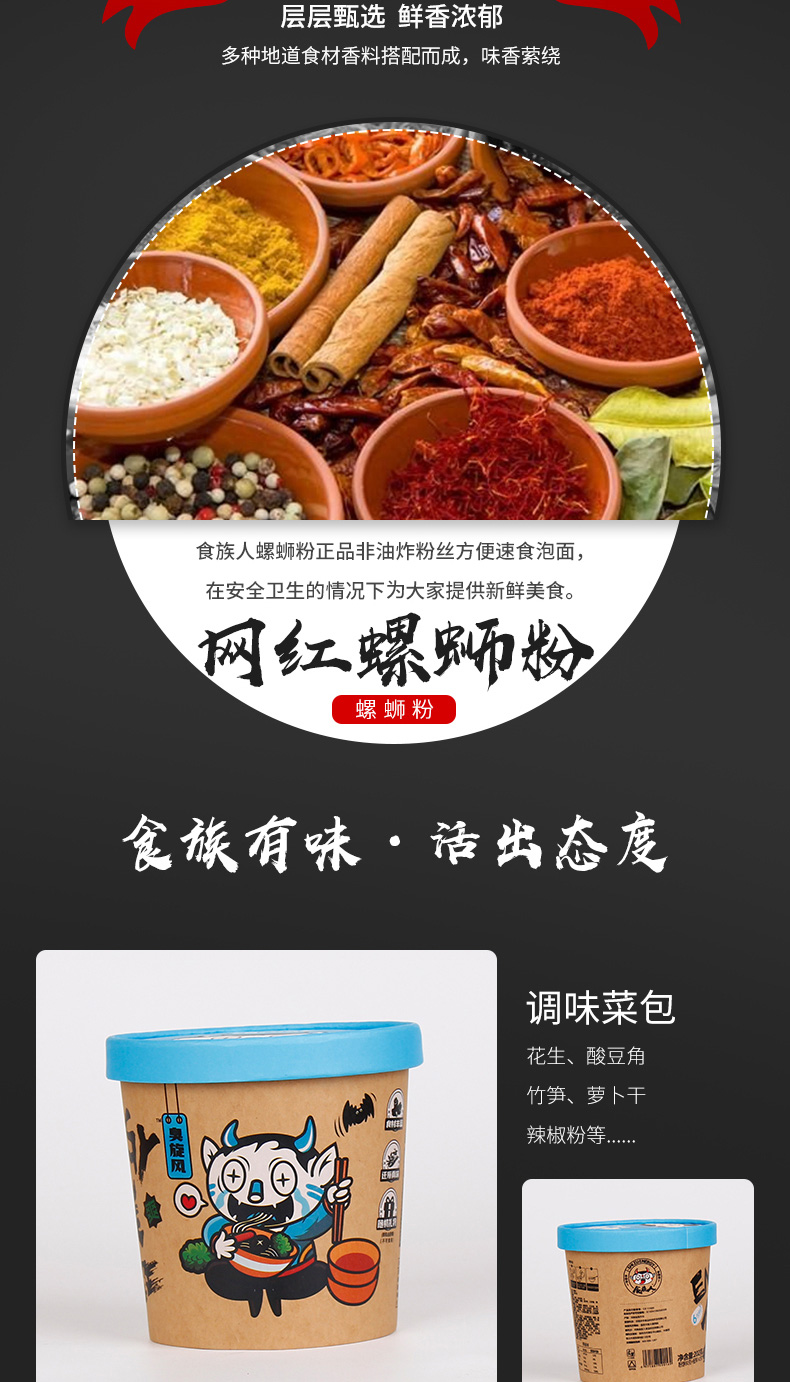 层层甄选 鲜香浓郁
多种地道食材香料搭配而成，味香萦绕
食族人螺蛳粉正品非油炸粉丝方便速食泡面，
在安全卫生的情况下为大家提供新鲜美食。
网红螺蛳粉
螺蛳粉
食族有味·活出态度
调味菜包
花生、酸豆角
竹笋、萝卜干
辣椒粉等......
臭旋风